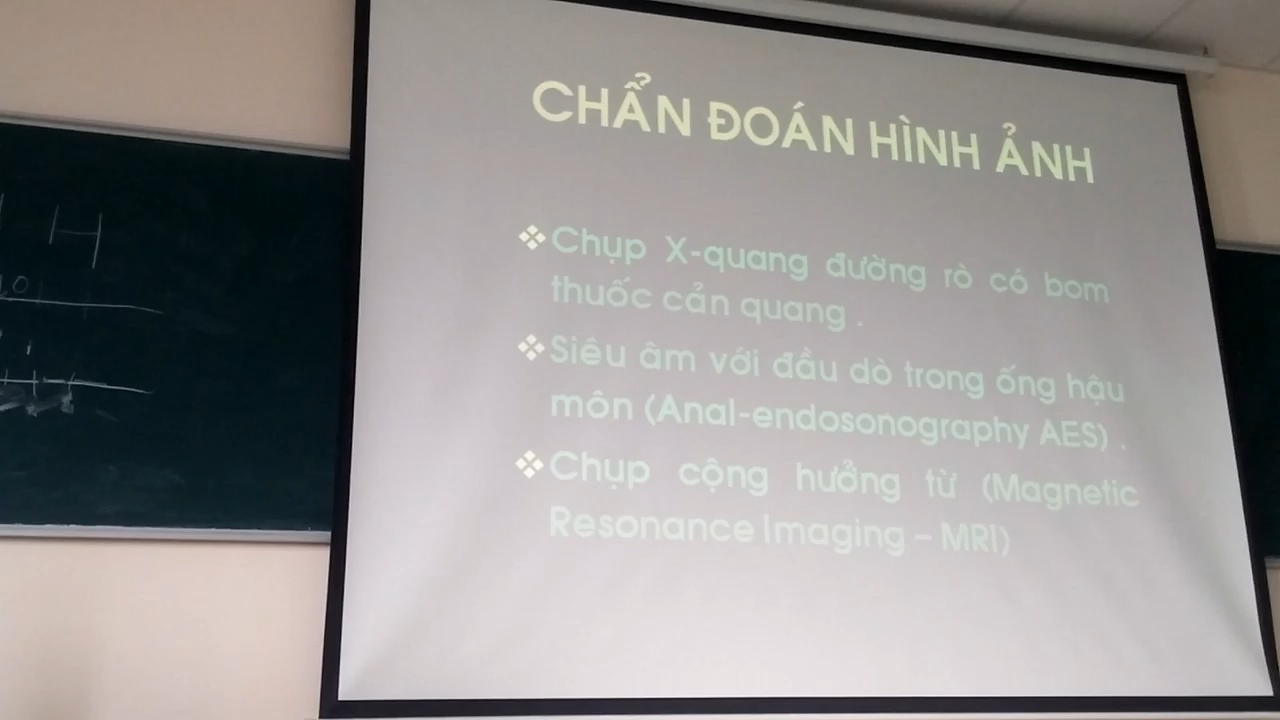 CHẨN ĐOÁN HÌNH ẢNH
❖Chụp X-quang đường rò có bom
thuốc cản quang .
❖Siêu âm với đầu dò trong ống hậu
môn (Anal-endosonography AES) .
❖Chụp cộng hưởng từ (Magnetic
Resonance Imaging – MRI)
H